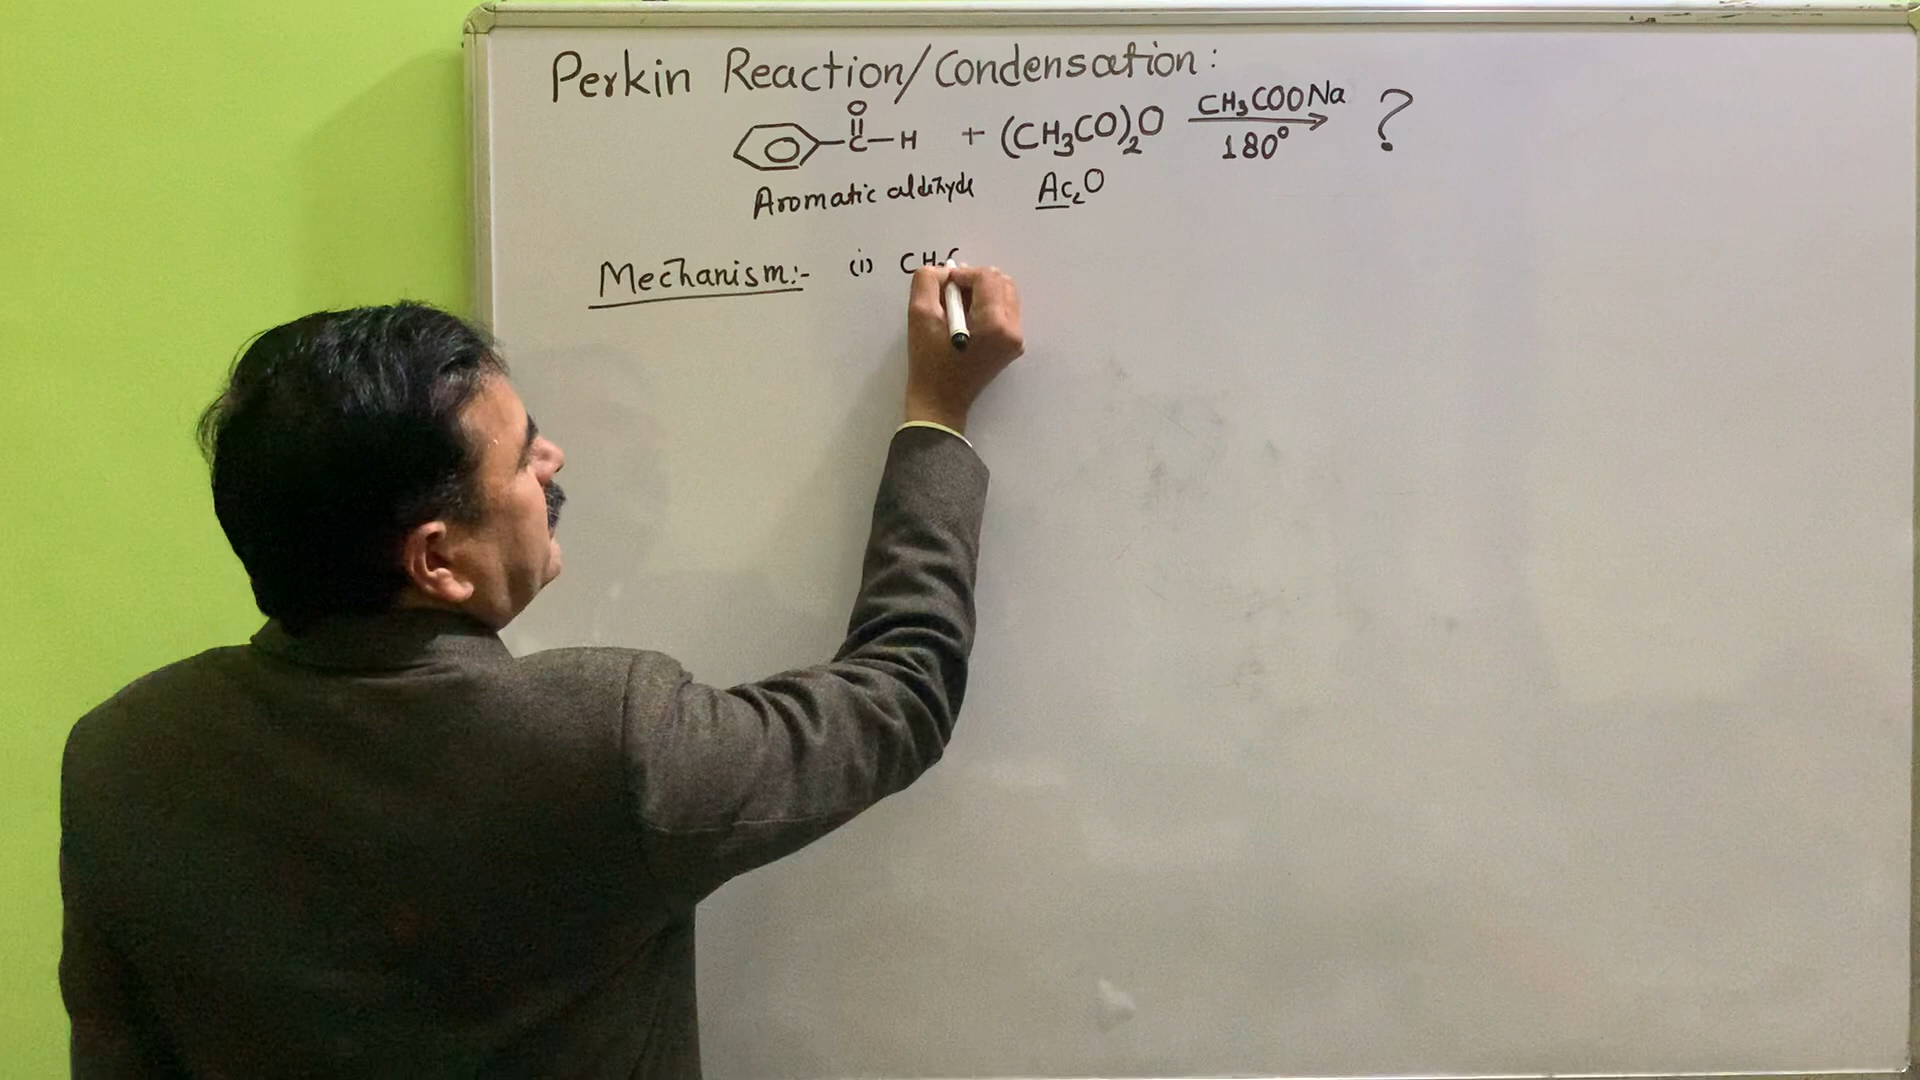 Perkin Reaction/Condensation:
O
C-H + (CH3CO)2O CH3COONa 180° ?
Aromatic aldehyde Ac2O
Mechanism:- (i) CH3C